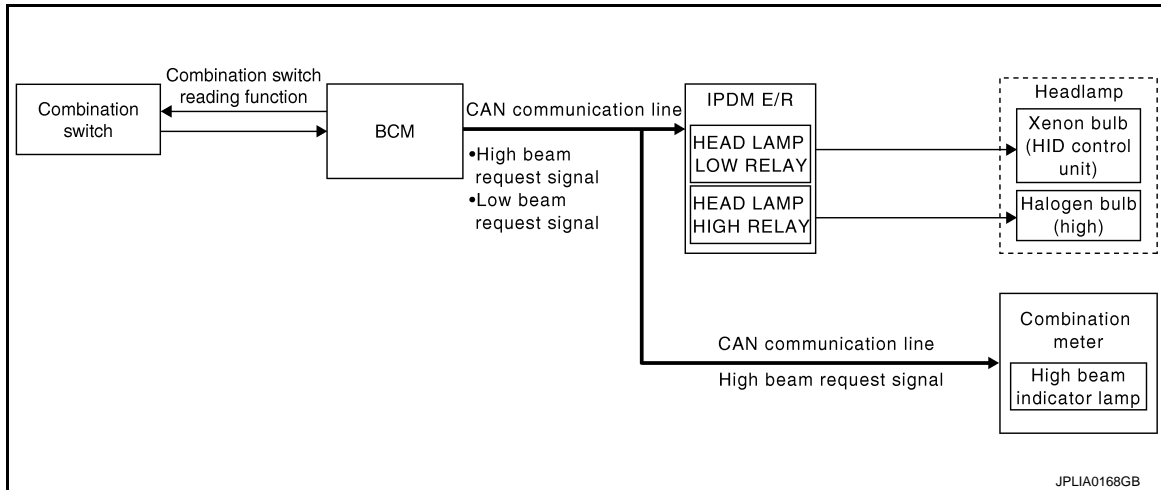 Combination switch
reading function
Combination
switch
BCM
CAN communication line
•High beam
request signal
•Low beam
request signal
IPDM E/R
HEAD LAMP
LOW RELAY
HEAD LAMP
HIGH RELAY
Headlamp
Xenon bulb
(HID control
unit)
Halogen bulb
(high)
CAN communication line
High beam request signal
Combination
meter
High beam
indicator lamp
JPLIA0168GB